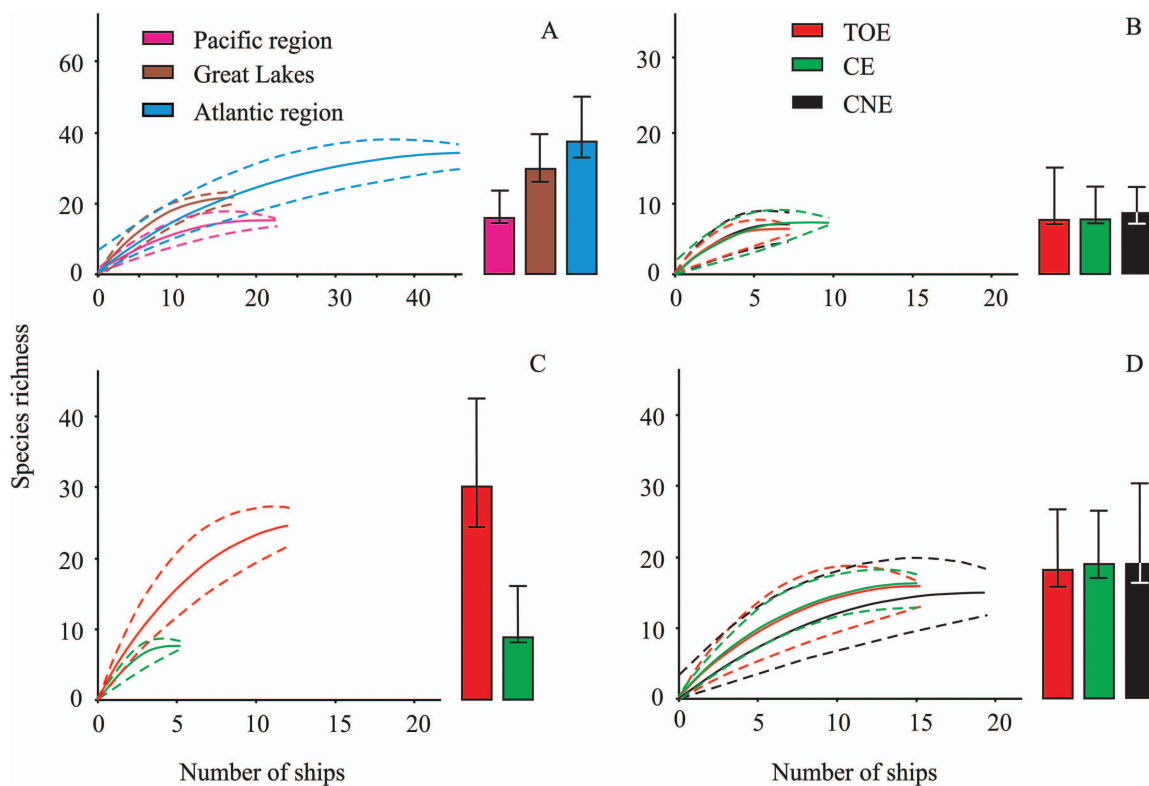 A
Pacific region
Great Lakes
Atlantic region
60
40
20
0
0 10 20 30 40
B
TOE
CE
CNE
30
20
10
0
0 5 10 15 20
Species richness
C
40
30
20
10
0
0 5 10 15 20
Number of ships
D
40
30
20
10
0
0 5 10 15 20
Number of ships